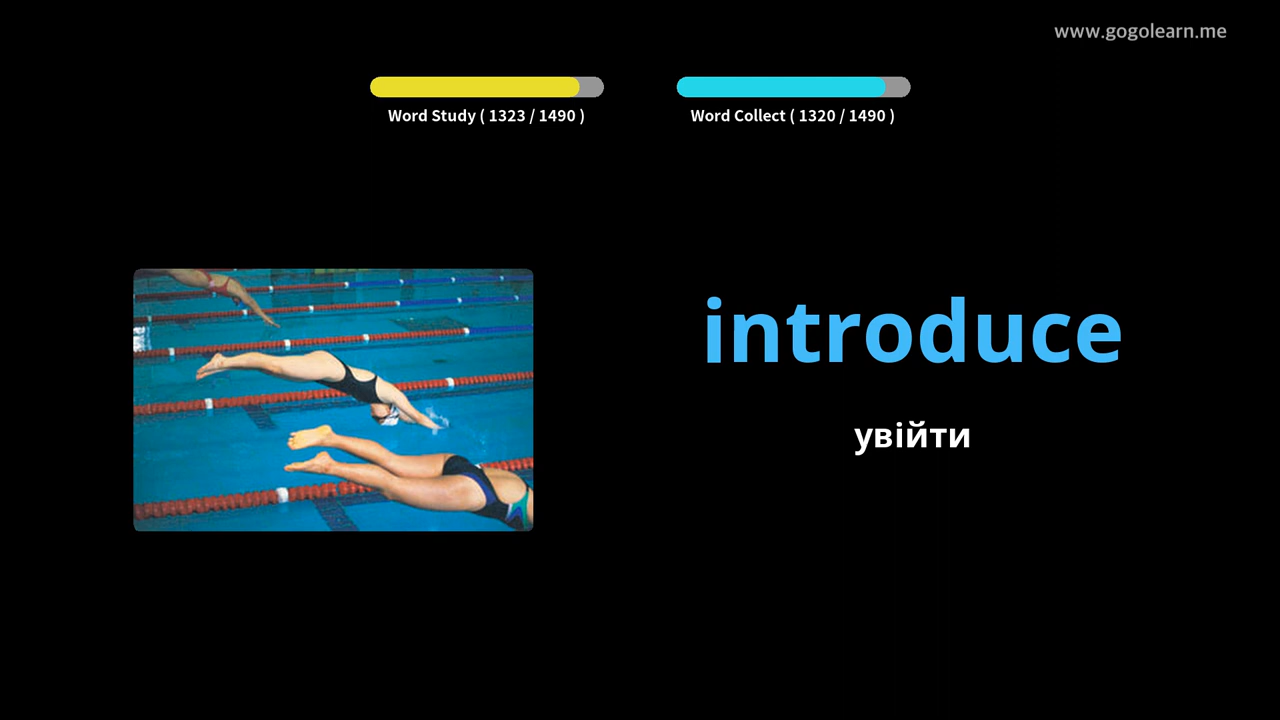 www.gogolearn.me
Word Study ( 1323 / 1490 )
Word Collect ( 1320 / 1490 )
introduce
увійти